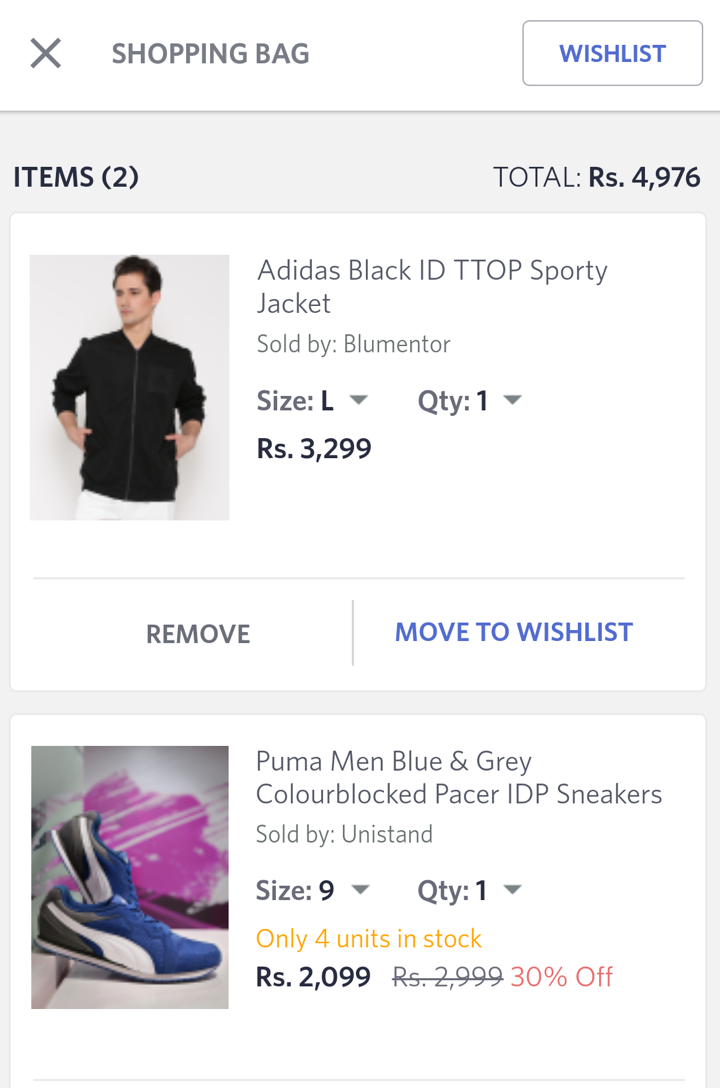 SHOPPING BAG
WISHLIST
ITEMS (2)
TOTAL: Rs. 4,976
Adidas Black ID TTOP Sporty
Jacket
Sold by: Blumentor
Size: L
Qty: 1
Rs. 3,299
REMOVE
MOVE TO WISHLIST
Puma Men Blue & Grey
Colourblocked Pacer IDP Sneakers
Sold by: Unistand
Size: 9
Qty: 1
Only 4 units in stock
Rs. 2,099 Rs. 2,999 30% Off